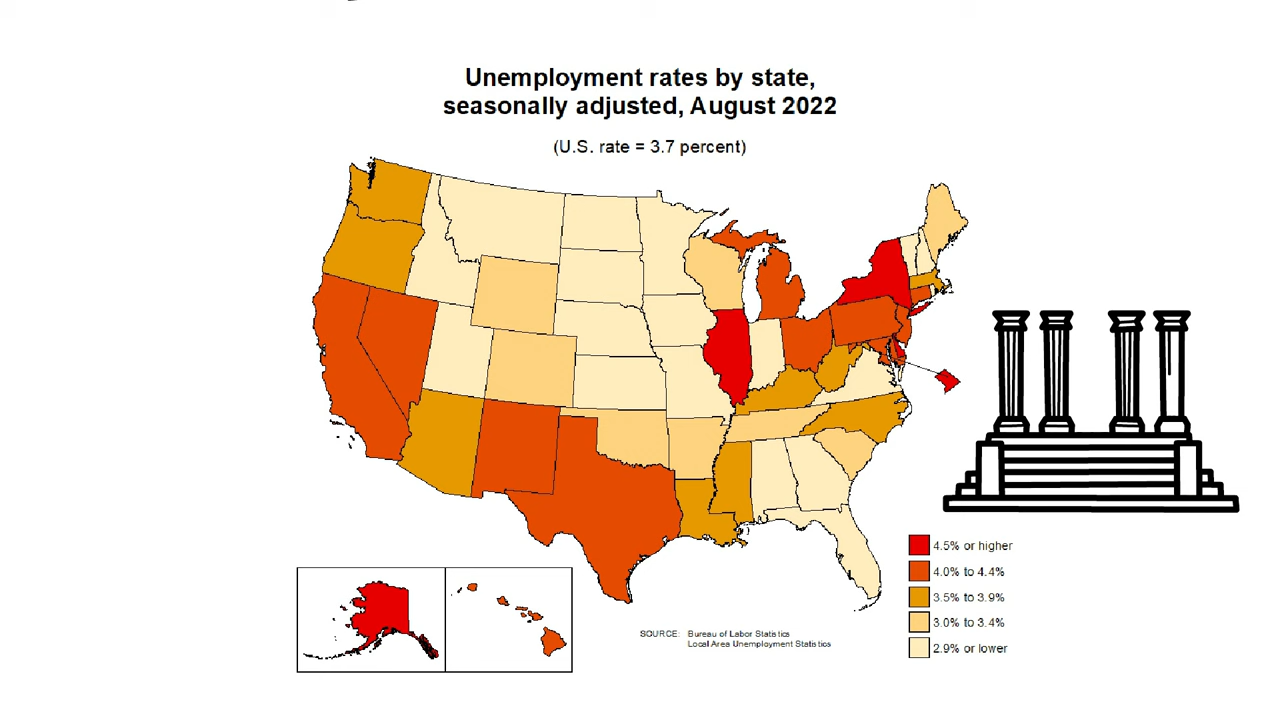 Unemployment rates by state,
seasonally adjusted, August 2022
(U.S. rate = 3.7 percent)
4.5% or higher
4.0% to 4.4%
3.5% to 3.9%
3.0% to 3.4%
2.9% or lower
SOURCE: Bureau of Labor Statistics
Local Area Unemployment Statistics